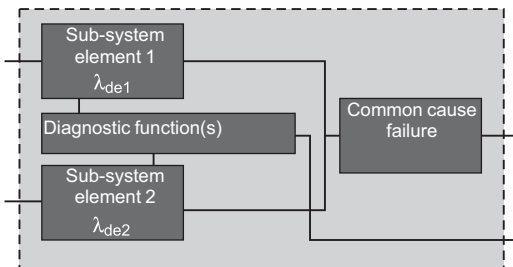 Sub-system
element 1
λde1
Diagnostic function(s)
Sub-system
element 2
λde2
Common cause
failure